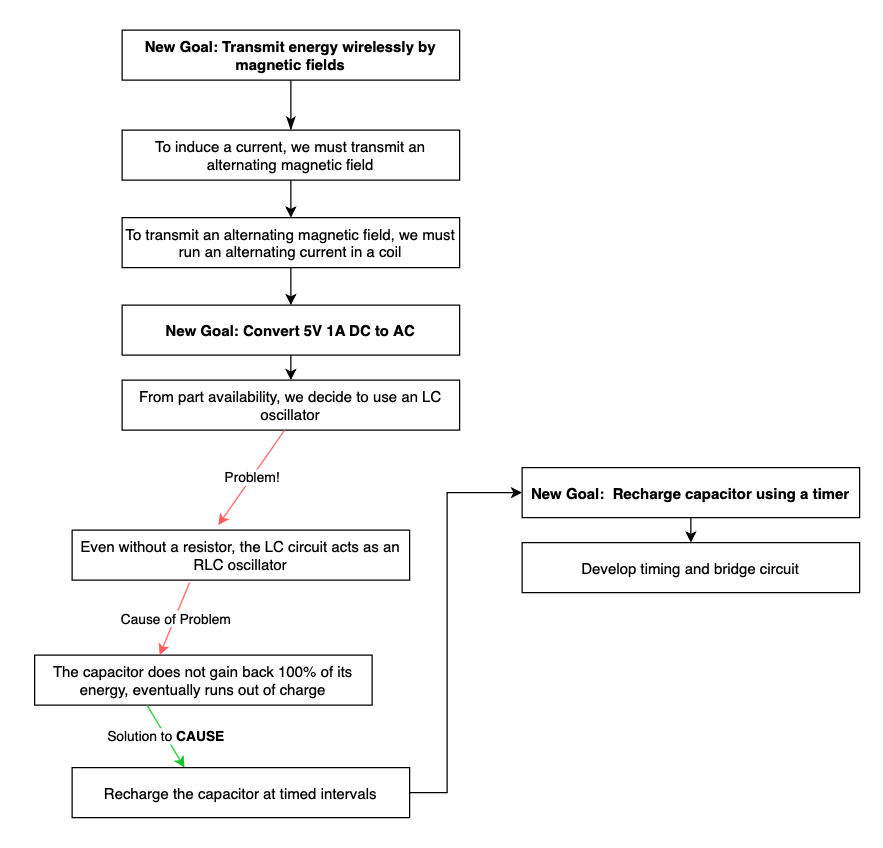 New Goal: Transmit energy wirelessly by
magnetic fields
To induce a current, we must transmit an
alternating magnetic field
To transmit an alternating magnetic field, we must
run an alternating current in a coil
New Goal: Convert 5V 1A DC to AC
From part availability, we decide to use an LC
oscillator
Problem!
Even without a resistor, the LC circuit acts as an
RLC oscillator
Cause of Problem
The capacitor does not gain back 100% of its
energy, eventually runs out of charge
Solution to CAUSE
Recharge the capacitor at timed intervals
New Goal: Recharge capacitor using a timer
Develop timing and bridge circuit